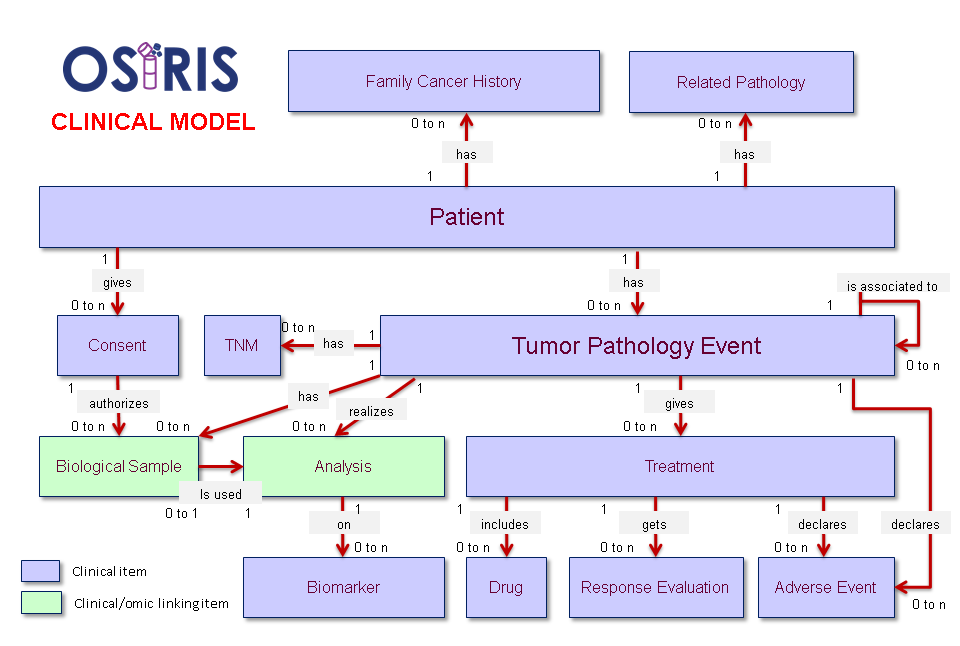 OSIRIS
CLINICAL MODEL
Family Cancer History
Related Pathology
0 to n
0 to n
has
has
1
1
Patient
1
1
gives
has
is associated to
0 to n
0 to n
1
Consent
TNM
0 to n
has
1
Tumor Pathology Event
1
0 to n
1
authorizes
has
1
realizes
1
gives
1
0 to n
0 to n
0 to n
0 to n
Biological Sample
Analysis
Treatment
Is used
0 to 1
1
1
on
1
includes
1
gets
1
declares
declares
0 to n
0 to n
0 to n
0 to n
Clinical item
Biomarker
Drug
Response Evaluation
Adverse Event
Clinical/omic linking item
0 to n